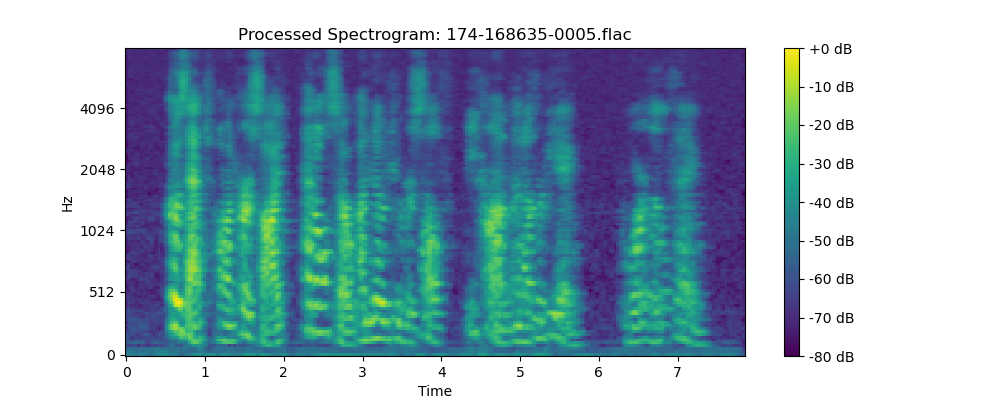 Processed Spectrogram: 174-168635-0005.flac
+0 dB
4096
-10 dB
-20 dB
2048
-30 dB
Hz
-40 dB
1024
-50 dB
512
-60 dB
-70 dB
0
-80 dB
0 1 2 3 4 5 6 7
Time